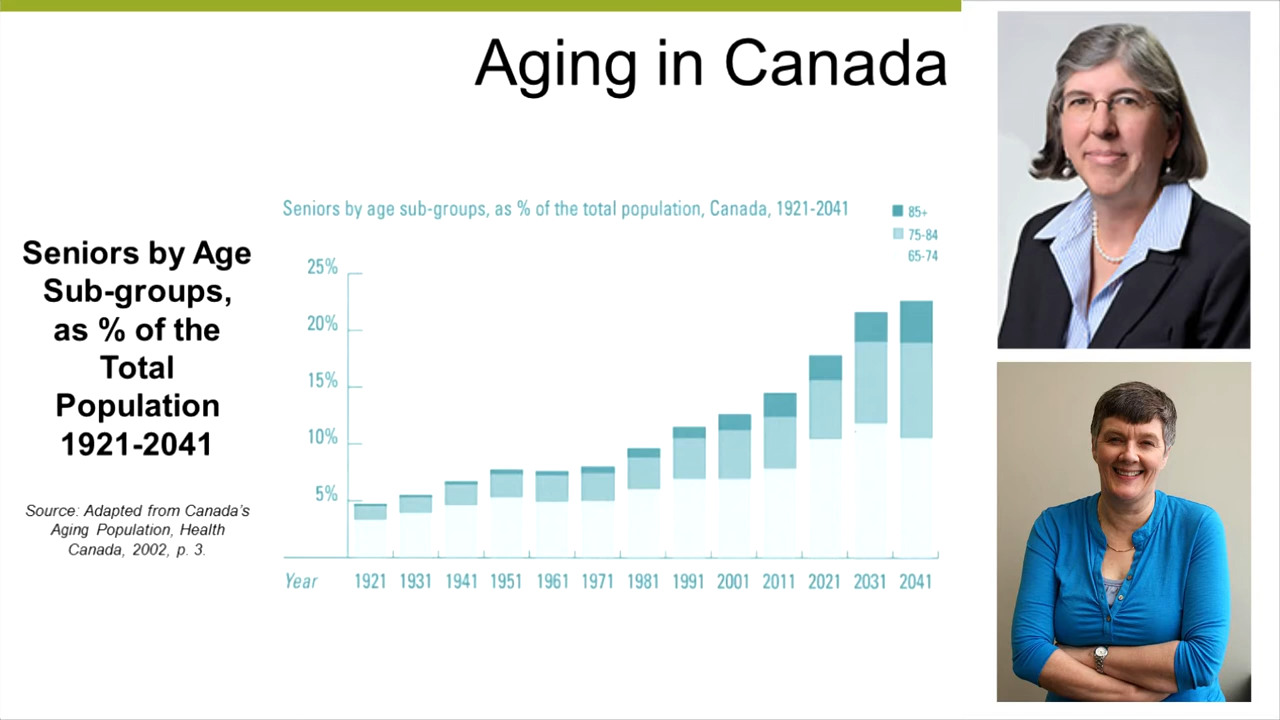 Aging in Canada
Seniors by Age
Sub-groups,
as % of the
Total
Population
1921-2041
Source: Adapted from Canada's
Aging Population, Health
Canada, 2002, p. 3.
Seniors by age sub-groups, as % of the total population, Canada, 1921-2041
85+
75-84
65-74
25%
20%
15%
10%
5%
Year 1921 1931 1941 1951 1961 1971 1981 1991 2001 2011 2021 2031 2041